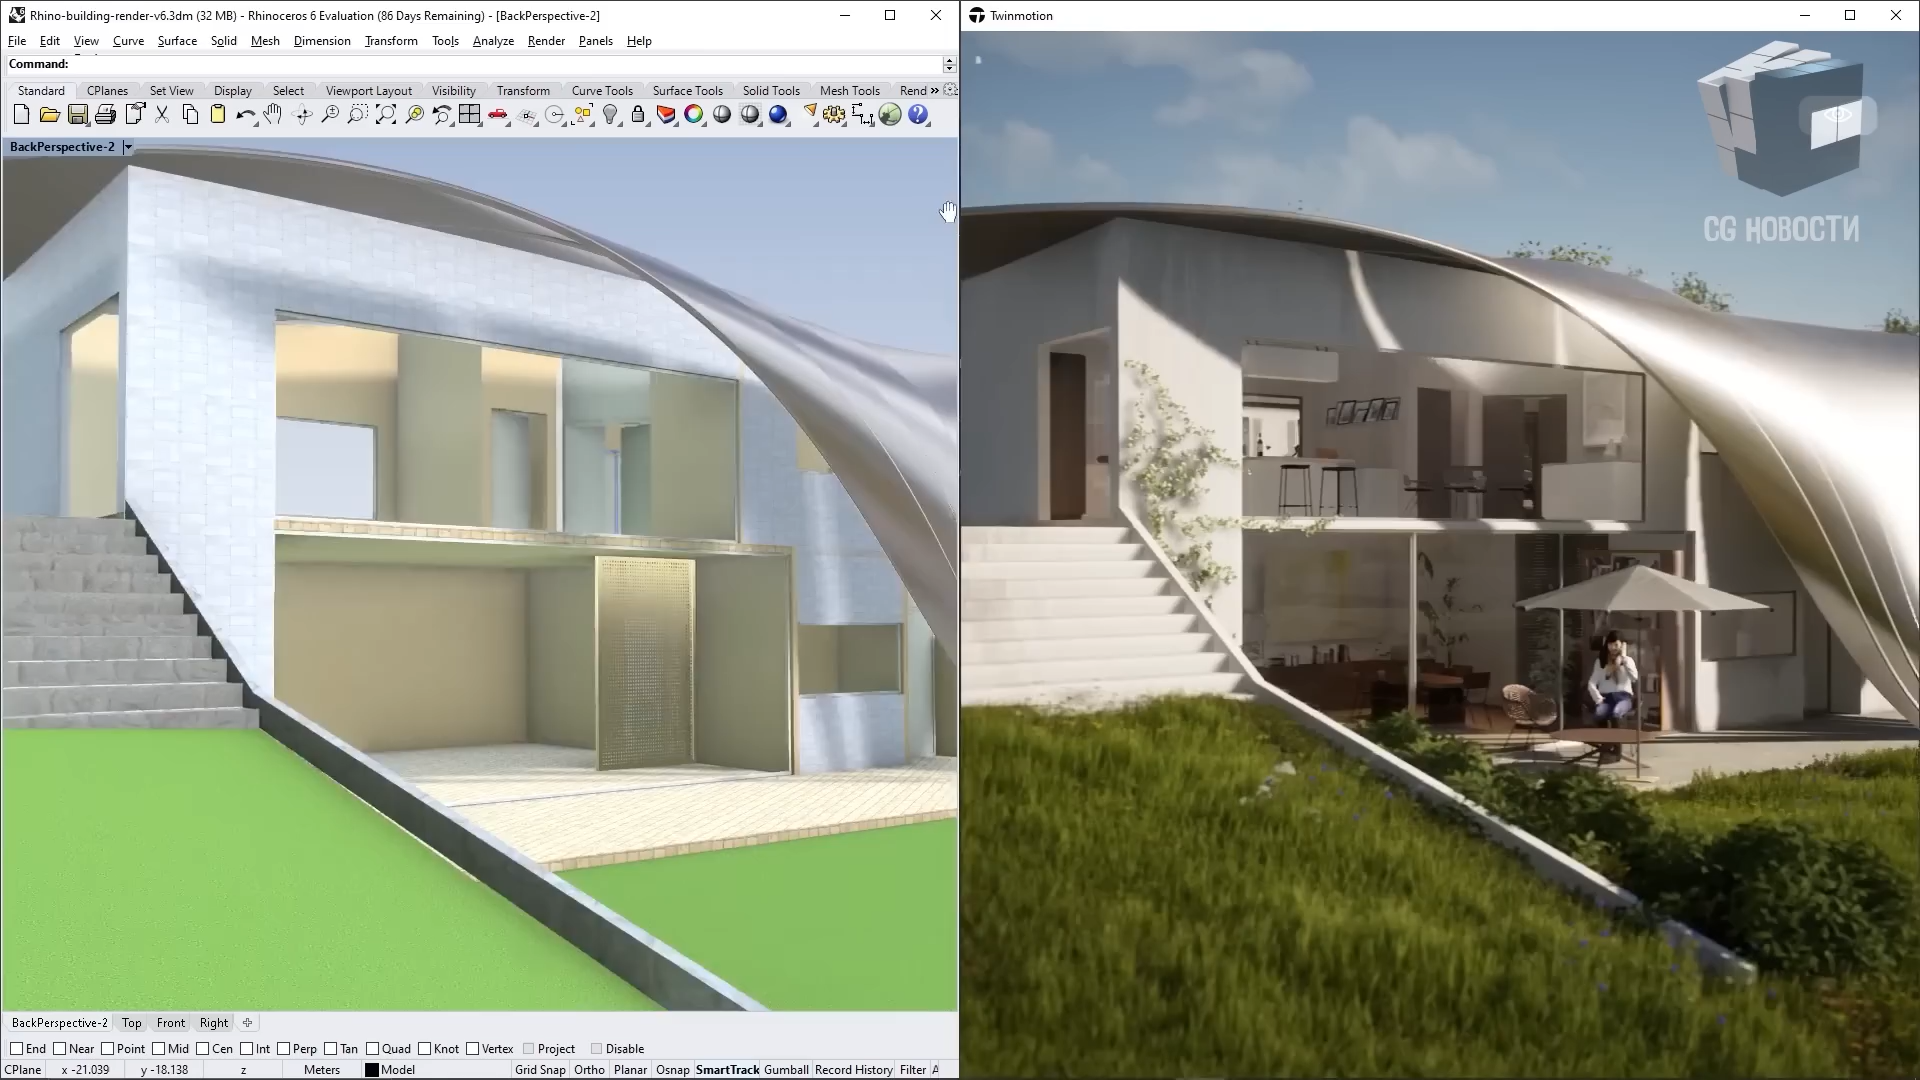 Rhino-building-render-v6.3dm (32 MB) - Rhinoceros 6 Evaluation (86 Days Remaining) - [BackPerspective-2]
File Edit View Curve Surface Solid Mesh Dimension Transform Tools Analyze Render Panels Help
Command:
Standard CPlanes Set View Display Select Viewport Layout Visibility Transform Curve Tools Surface Tools Solid Tools Mesh Tools Rend »
BackPerspective-2
BackPerspective-2 Top Front Right
End Near Point Mid Cen Int Perp Tan Quad Knot Vertex Project Disable
CPlane x -21.039 y -18.138 z Meters Model Grid Snap Ortho Planar Osnap SmartTrack Gumball Record History Filter A
Twinmotion
CG НОВОСТИ